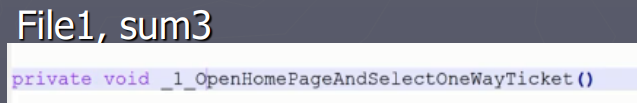 File1, sum3
private void _1_OpenHomePageAndSelectOneWayTicket()